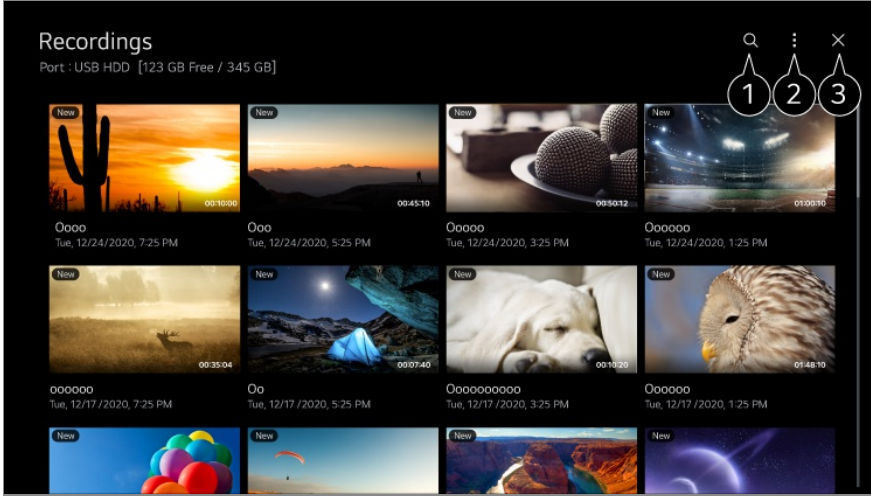 Recordings
Port : USB HDD [123 GB Free / 345 GB]
1 2 3
New New New New
00:10:00 00:45:10 00:50:12 01:00:10
Oooo Ooo Ooooo Oooooo
Tue, 12/24/2020, 7:25 PM Tue, 12/24/2020, 5:25 PM Tue, 12/24/2020, 3:25 PM Tue, 12/24/2020, 1:25 PM
New New New New
00:35:04 00:07:40 00:10:20 01:48:10
oooooo Oo Oooooooooo Oooooo
Tue, 12/17 /2020, 7:25 PM Tue, 12/17 /2020, 5:25 PM Tue, 12/17 /2020, 3:25 PM Tue, 12/17 /2020, 1:25 PM
New New New New